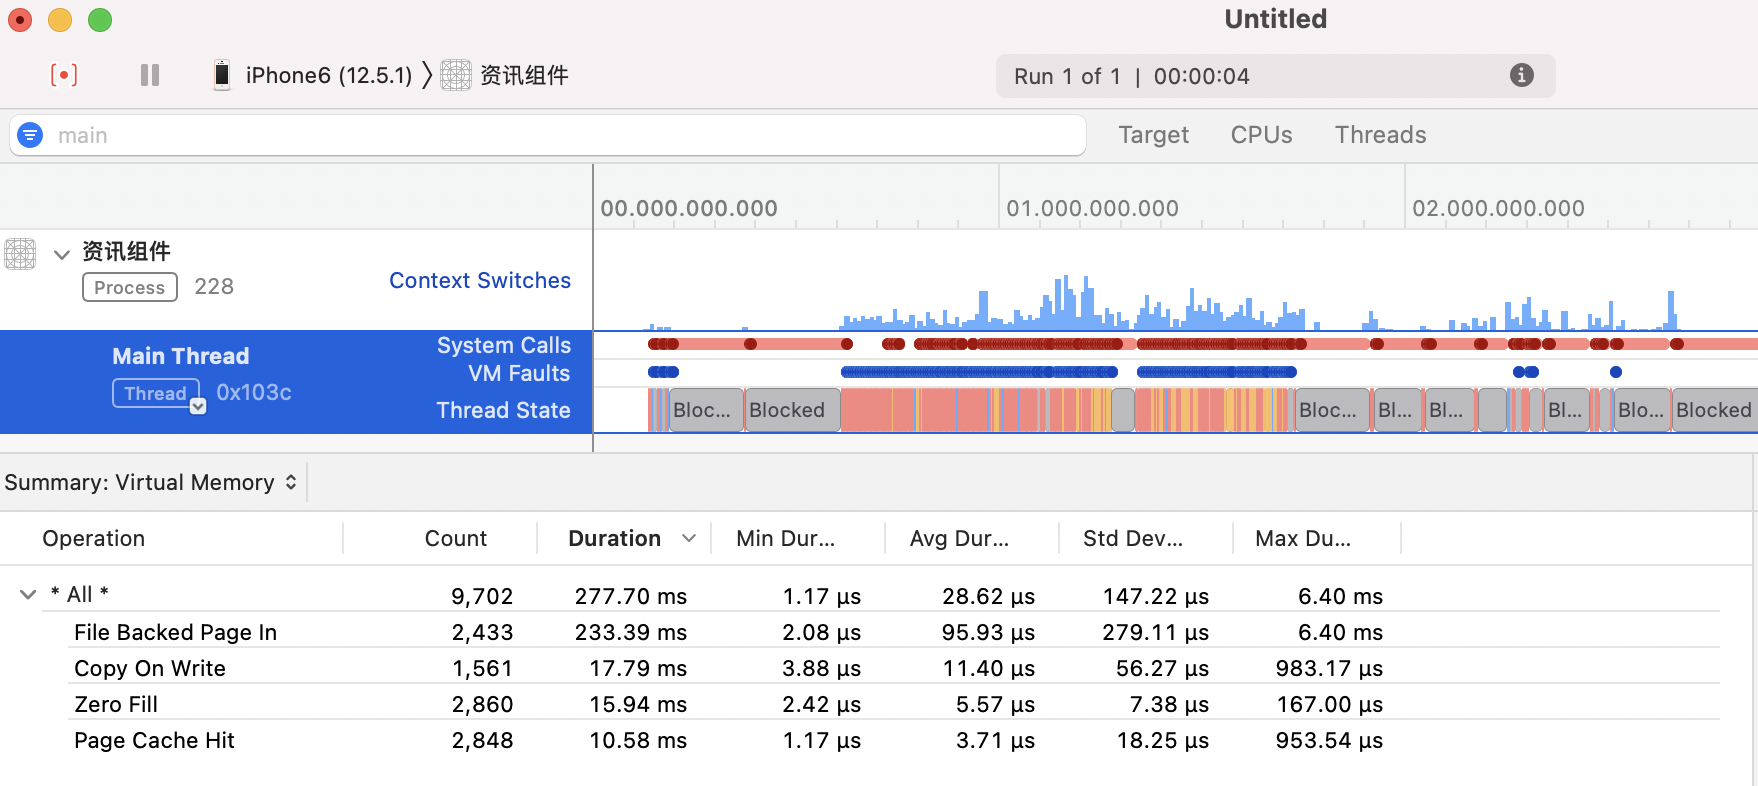 Untitled
iPhone6 (12.5.1) 〉 资讯组件
Run 1 of 1 | 00:00:04
main
Target CPUs Threads
00.000.000.000 01.000.000.000 02.000.000.000
资讯组件
Process 228
Context Switches
Main Thread
Thread 0x103c
System Calls
VM Faults
Thread State
Bloc... Blocked Bloc... Bl... Bl... Bl... Blo... Blocked
Summary: Virtual Memory
Operation Count Duration Min Dur... Avg Dur... Std Dev... Max Du...
* All * 9,702 277.70 ms 1.17 µs 28.62 µs 147.22 µs 6.40 ms
File Backed Page In 2,433 233.39 ms 2.08 µs 95.93 µs 279.11 µs 6.40 ms
Copy On Write 1,561 17.79 ms 3.88 µs 11.40 µs 56.27 µs 983.17 µs
Zero Fill 2,860 15.94 ms 2.42 µs 5.57 µs 7.38 µs 167.00 µs
Page Cache Hit 2,848 10.58 ms 1.17 µs 3.71 µs 18.25 µs 953.54 µs